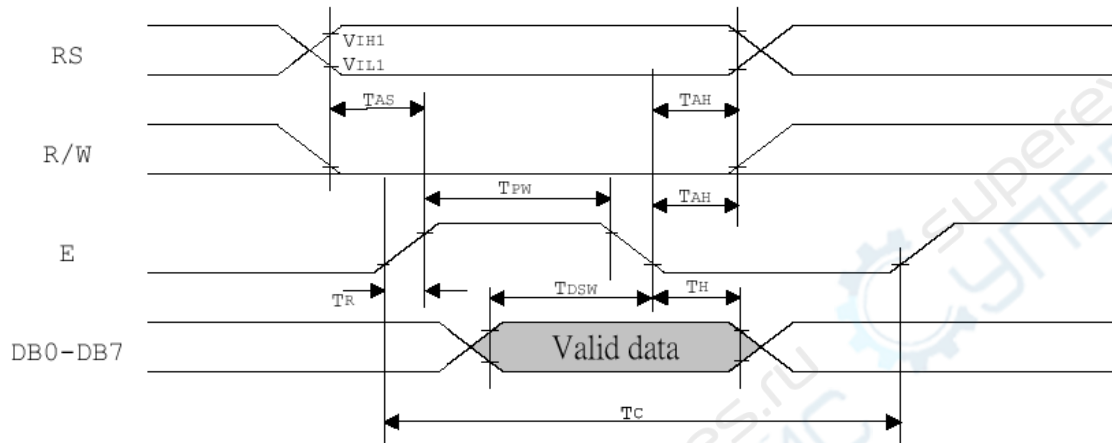 RS
VIH1
VIL1
TAS
TAH
R/W
TPW
TAH
E
TR
TDSW
TH
DB0-DB7
Valid data
TC